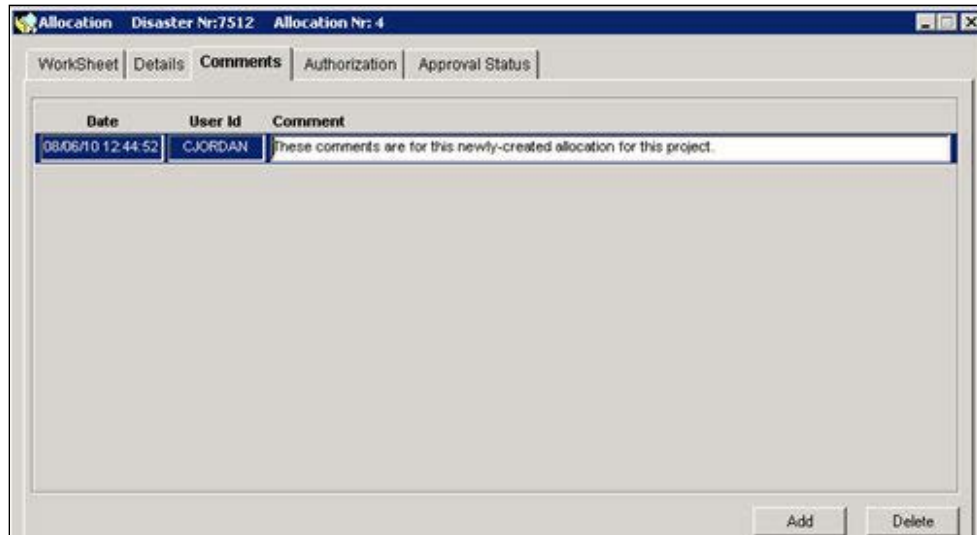 Allocation Disaster Nr:7512 Allocation Nr: 4
WorkSheet Details Comments Authorization Approval Status
Date User Id Comment
08/06/10 12:44:52 CJORDAN These comments are for this newly-created allocation for this project.
Add Delete